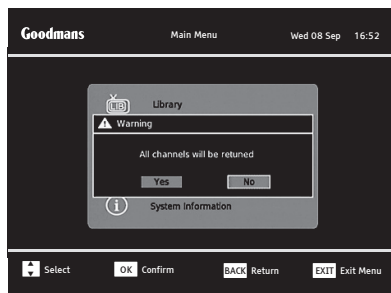 Goodmans Main Menu Wed 08 Sep 16:52
LIB Library
Warning
All channels will be retuned
Yes No
i System Information
Select OK Confirm BACK Return EXIT Exit Menu